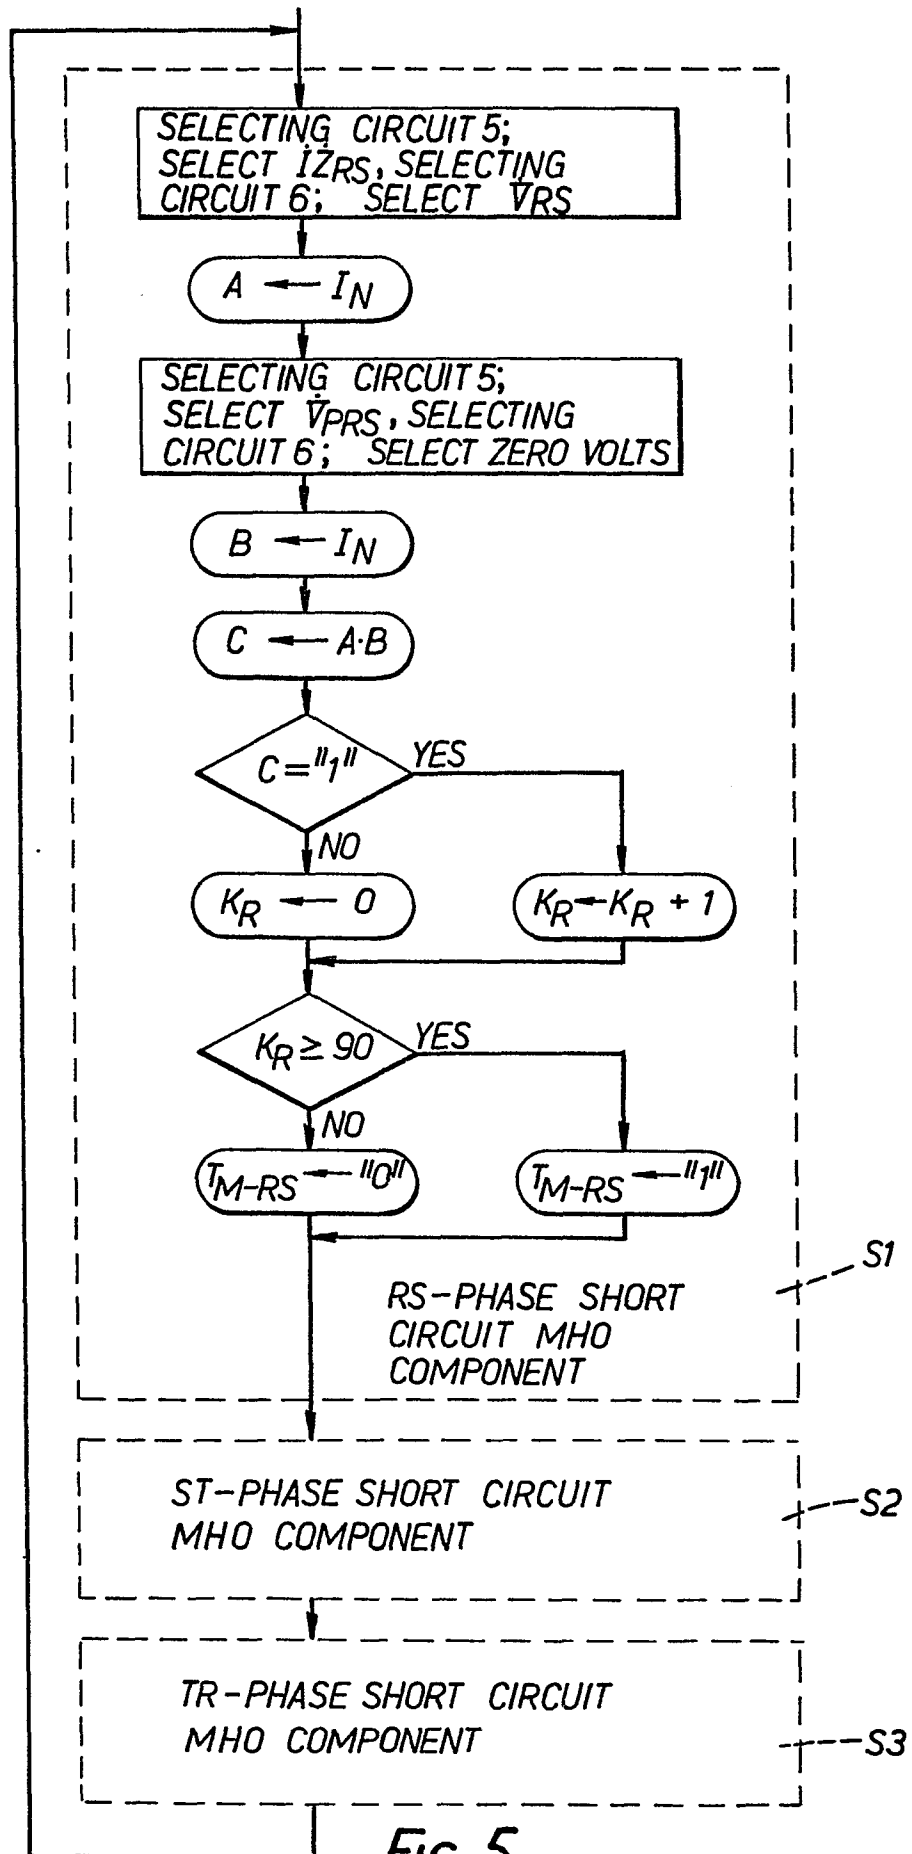 SELECTING CIRCUIT 5;
SELECT İŻRS, SELECTING
CIRCUIT 6; SELECT V̇RS
A ← IN
SELECTING CIRCUIT 5;
SELECT V̇PRS, SELECTING
CIRCUIT 6; SELECT ZERO VOLTS
B ← IN
C ← A·B
C="1"
YES
NO
KR ← 0
KR←KR + 1
KR ≥ 90
YES
NO
TM-RS ← "0"
TM-RS ← "1"
S1
RS-PHASE SHORT
CIRCUIT MHO
COMPONENT
ST-PHASE SHORT CIRCUIT
MHO COMPONENT
S2
TR-PHASE SHORT CIRCUIT
MHO COMPONENT
S3
Fig. 5